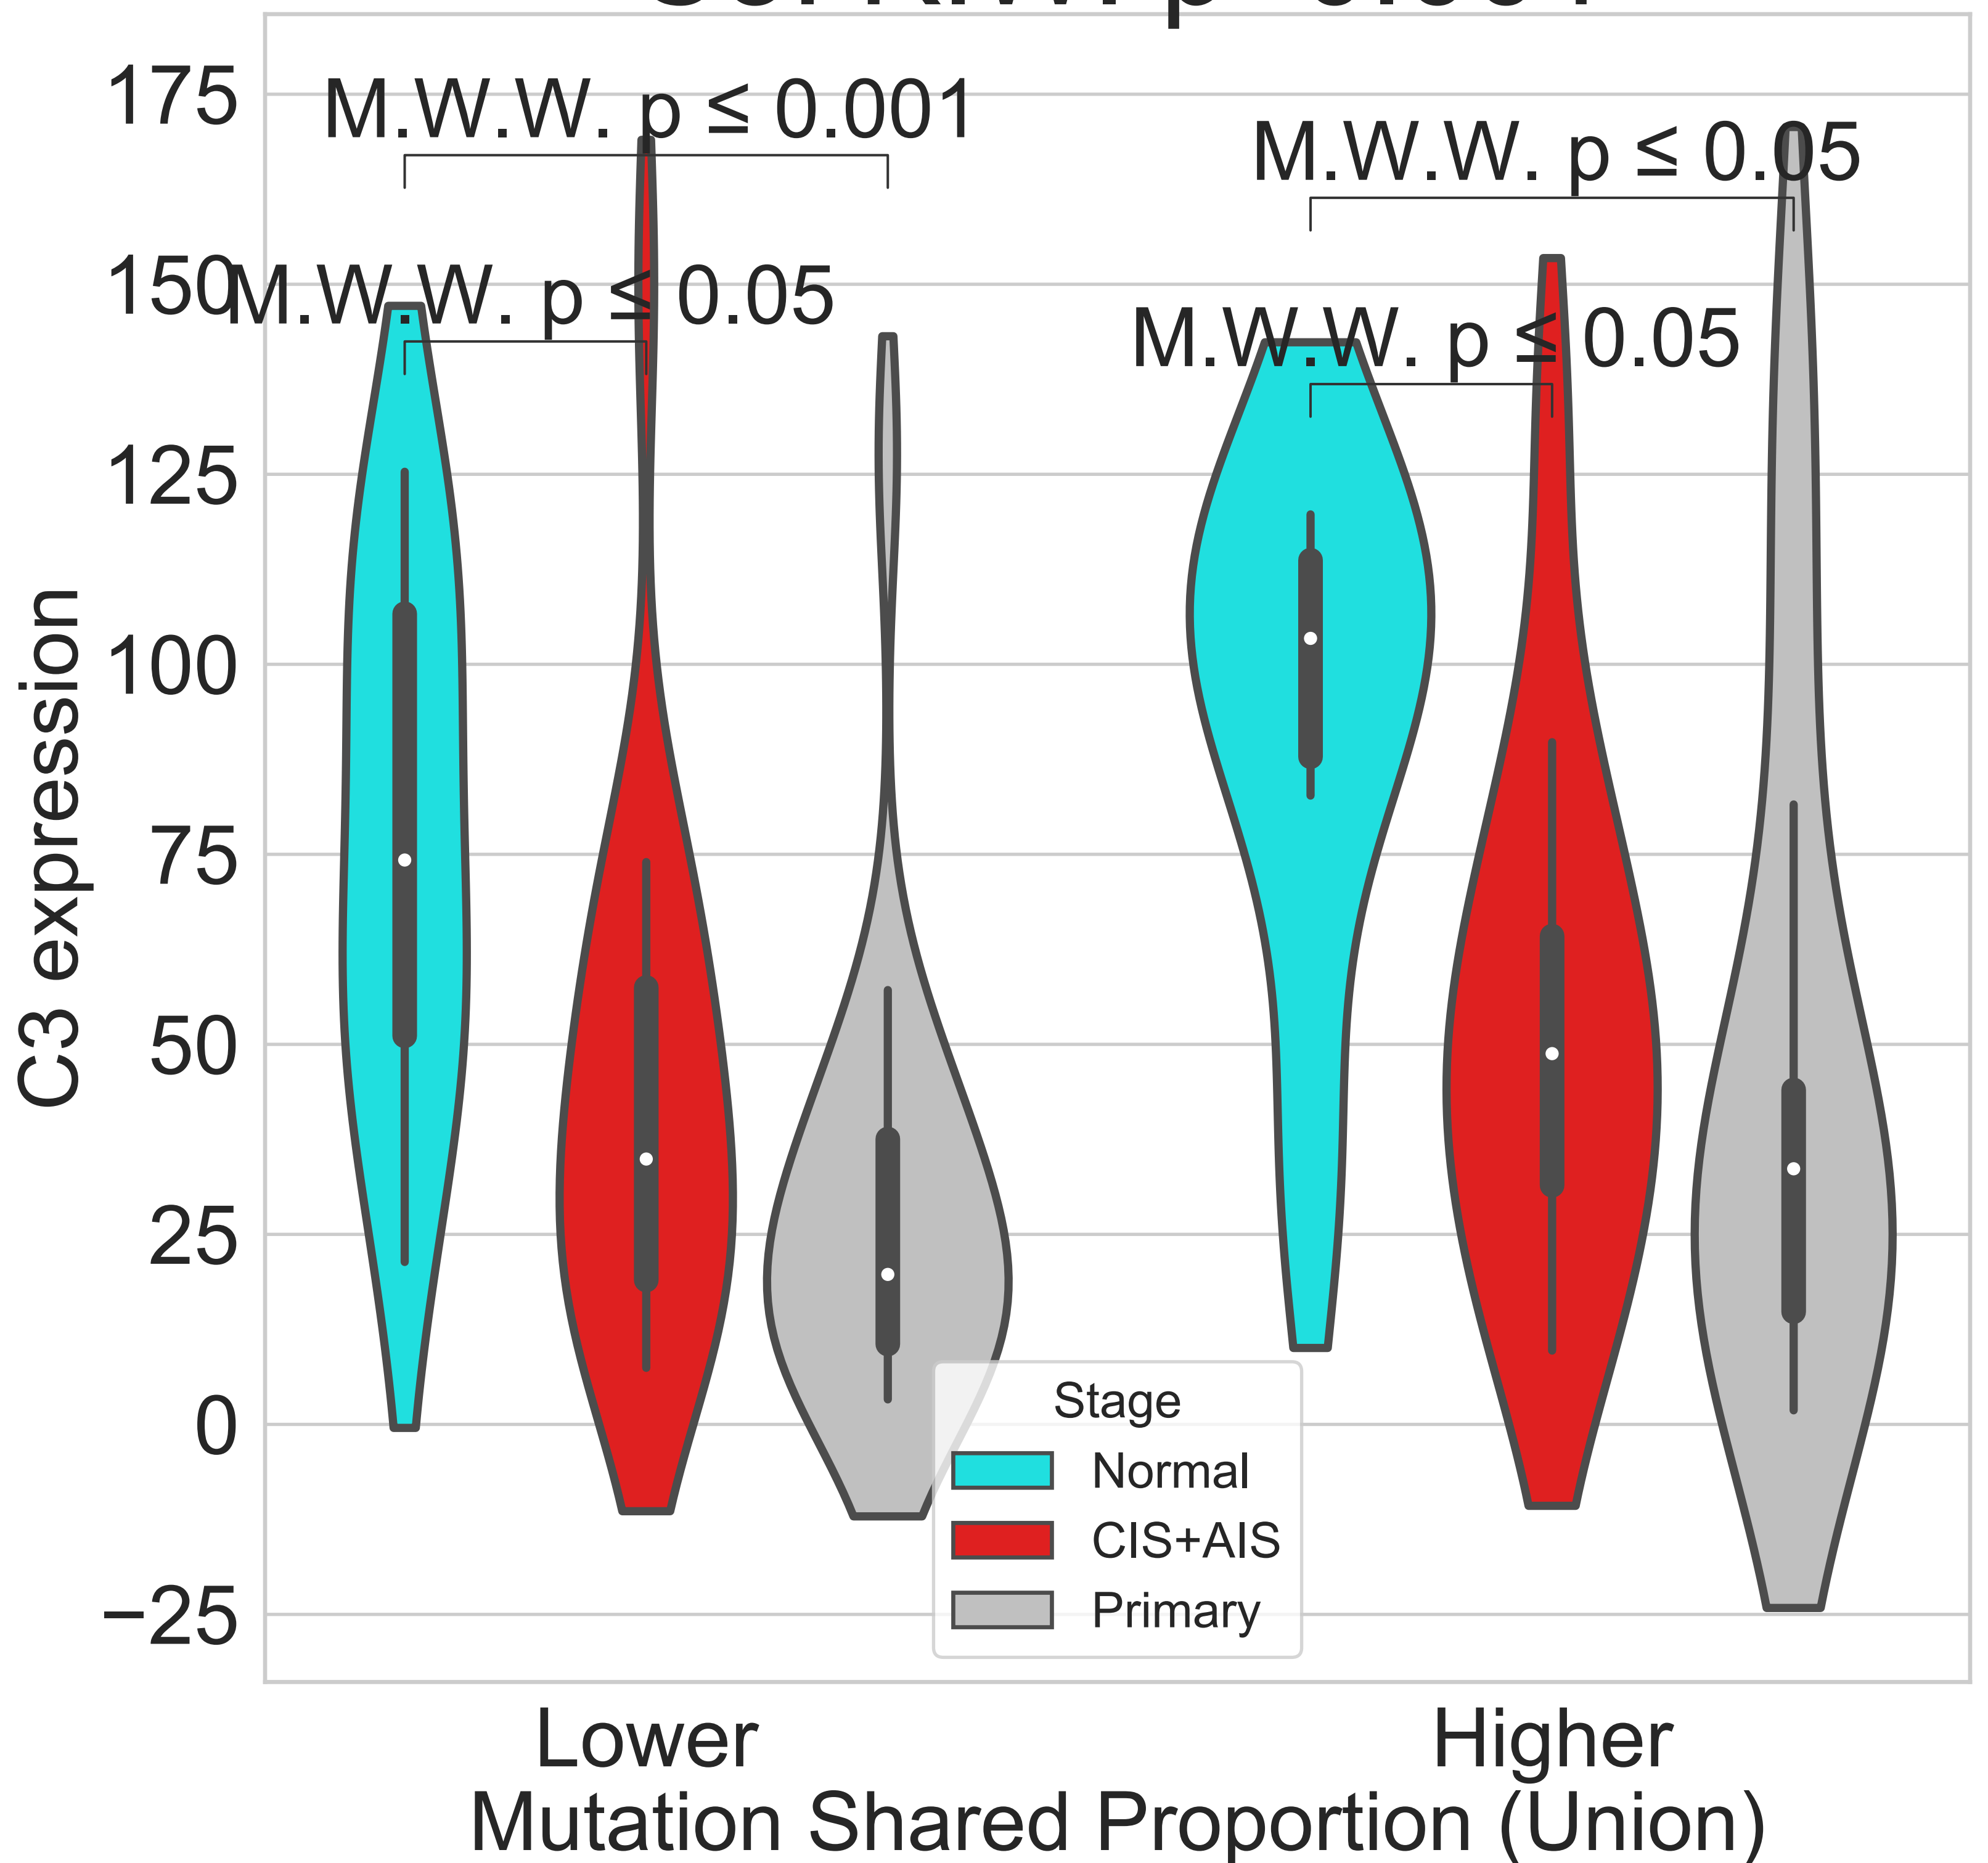 M.W.W. p ≤ 0.001
M.W.W. p ≤ 0.05
M.W.W. p ≤ 0.05
M.W.W. p ≤ 0.05
175
150
125
100
75
50
25
0
−25
C3 expression
Stage
Normal
CIS+AIS
Primary
Lower
Higher
Mutation Shared Proportion (Union)